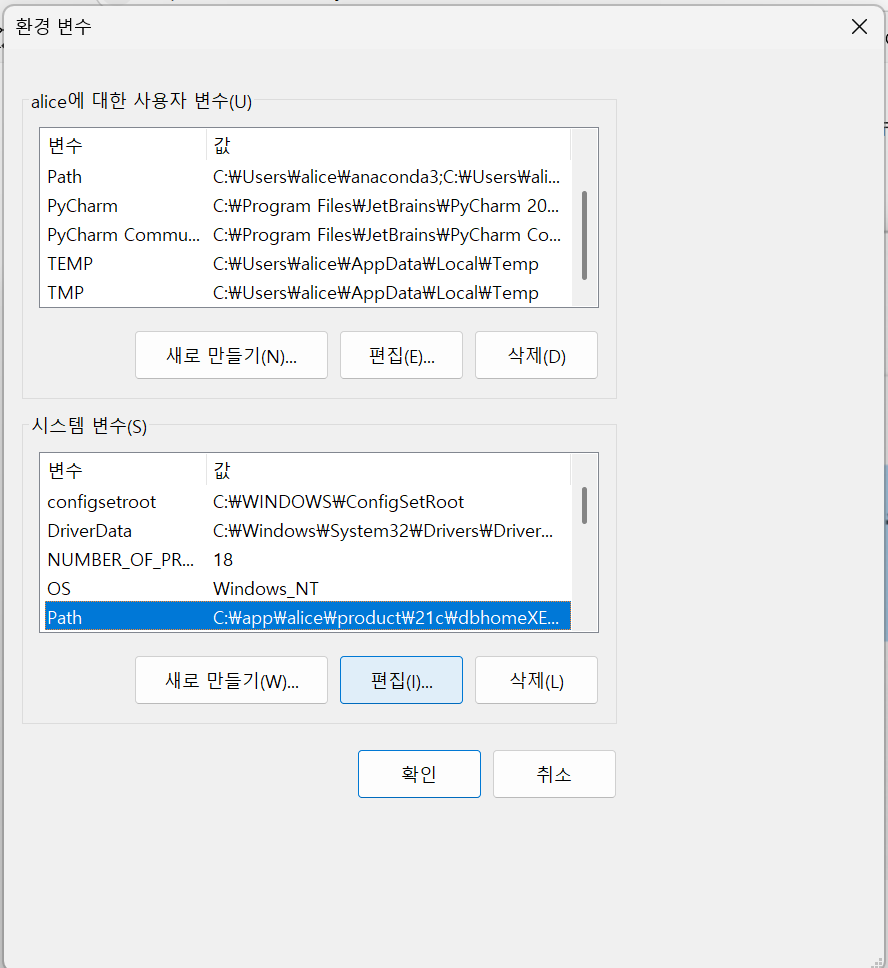 환경 변수
alice에 대한 사용자 변수(U)
변수 값
Path C:₩Users₩alice₩anaconda3;C:₩Users₩ali...
PyCharm C:₩Program Files₩JetBrains₩PyCharm 20...
PyCharm Commu... C:₩Program Files₩JetBrains₩PyCharm Co...
TEMP C:₩Users₩alice₩AppData₩Local₩Temp
TMP C:₩Users₩alice₩AppData₩Local₩Temp
새로 만들기(N)... 편집(E)... 삭제(D)
시스템 변수(S)
변수 값
configsetroot C:₩WINDOWS₩ConfigSetRoot
DriverData C:₩Windows₩System32₩Drivers₩Driver...
NUMBER_OF_PR... 18
OS Windows_NT
Path C:₩app₩alice₩product₩21c₩dbhomeXE...
새로 만들기(W)... 편집(I)... 삭제(L)
확인 취소